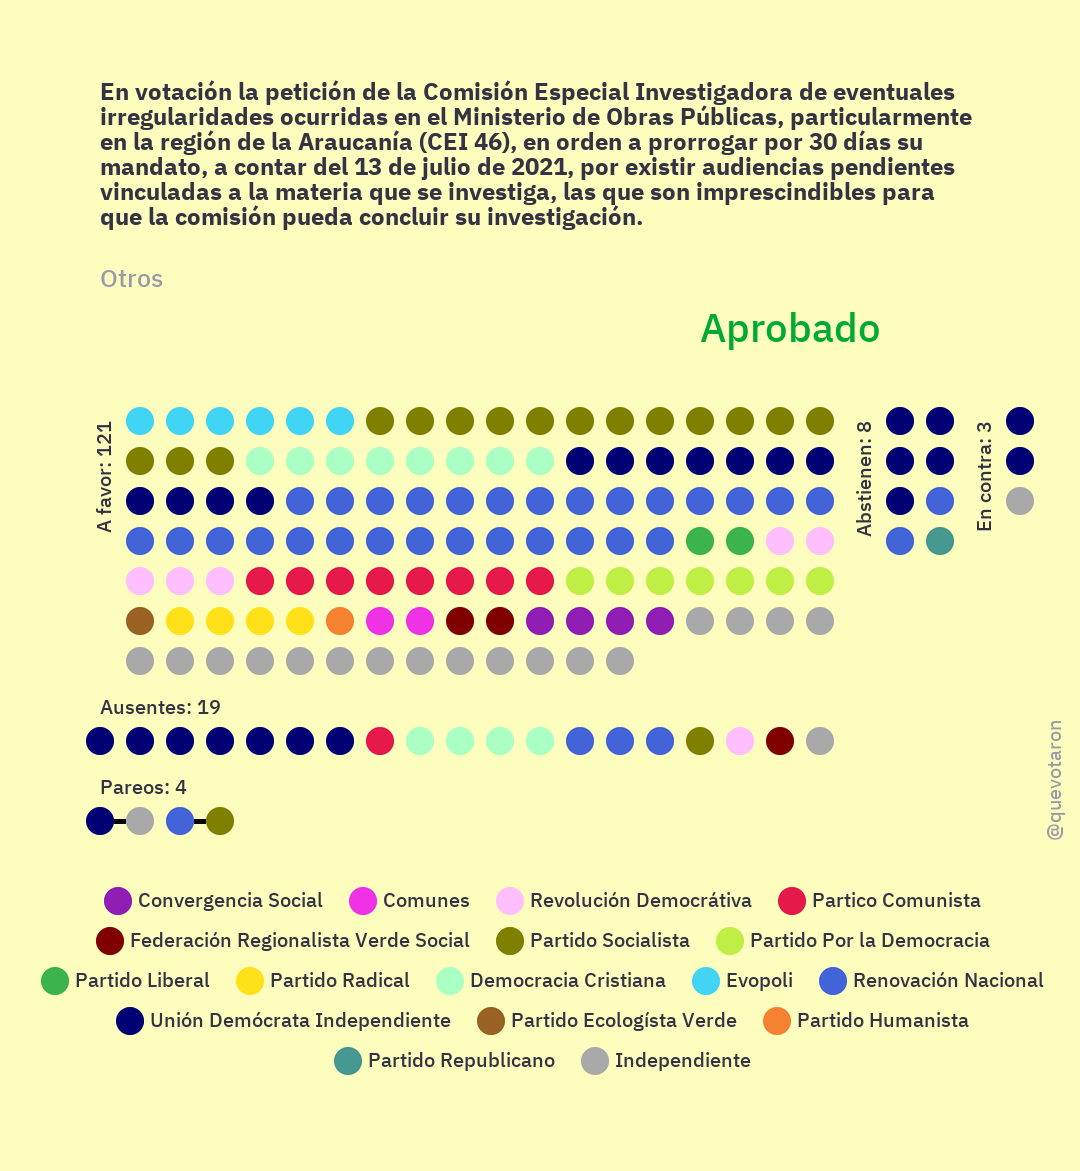 En votación la petición de la Comisión Especial Investigadora de eventuales
irregularidades ocurridas en el Ministerio de Obras Públicas, particularmente
en la región de la Araucanía (CEI 46), en orden a prorrogar por 30 días su
mandato, a contar del 13 de julio de 2021, por existir audiencias pendientes
vinculadas a la materia que se investiga, las que son imprescindibles para
que la comisión pueda concluir su investigación.
Otros
Aprobado
A favor: 121
Abstienen: 8
En contra: 3
Ausentes: 19
Pareos: 4
@quevotaron
Convergencia Social Comunes Revolución Democrátiva Partico Comunista
Federación Regionalista Verde Social Partido Socialista Partido Por la Democracia
Partido Liberal Partido Radical Democracia Cristiana Evopoli Renovación Nacional
Unión Demócrata Independiente Partido Ecologísta Verde Partido Humanista
Partido Republicano Independiente